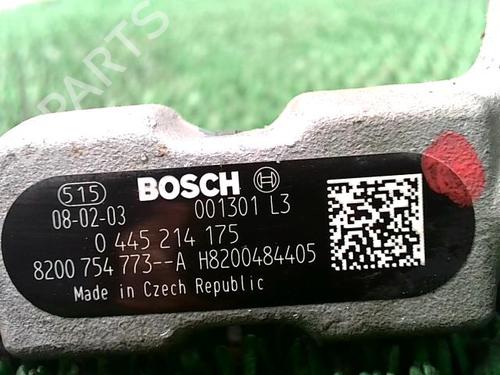 PARTS
515 BOSCH
08-02-03 001301 L3
0 445 214 175
8200 754 773--A H8200484405
Made in Czech Republic